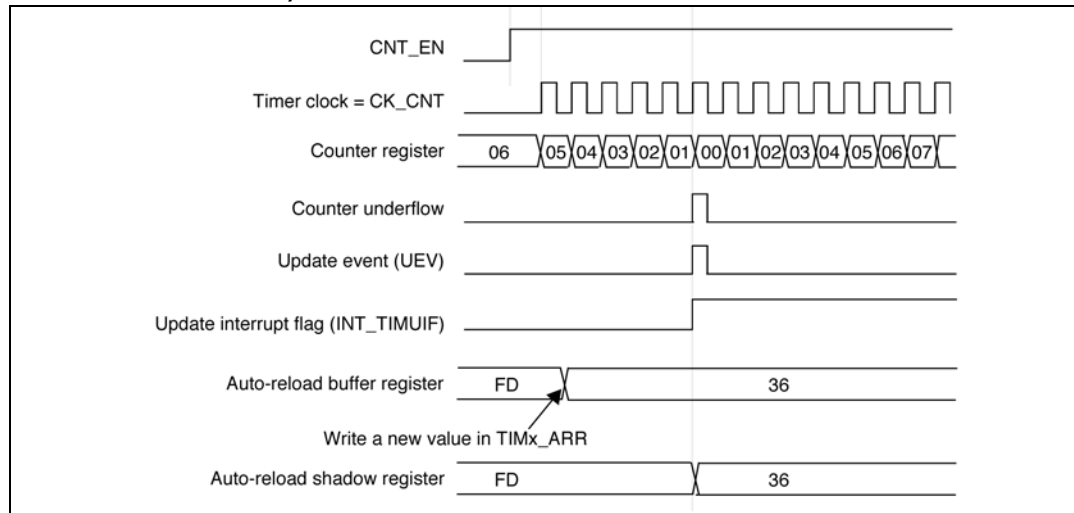 CNT_EN
Timer clock = CK_CNT
Counter register 06 05 04 03 02 01 00 01 02 03 04 05 06 07
Counter underflow
Update event (UEV)
Update interrupt flag (INT_TIMUIF)
Auto-reload buffer register FD 36
Write a new value in TIMx_ARR
Auto-reload shadow register FD 36